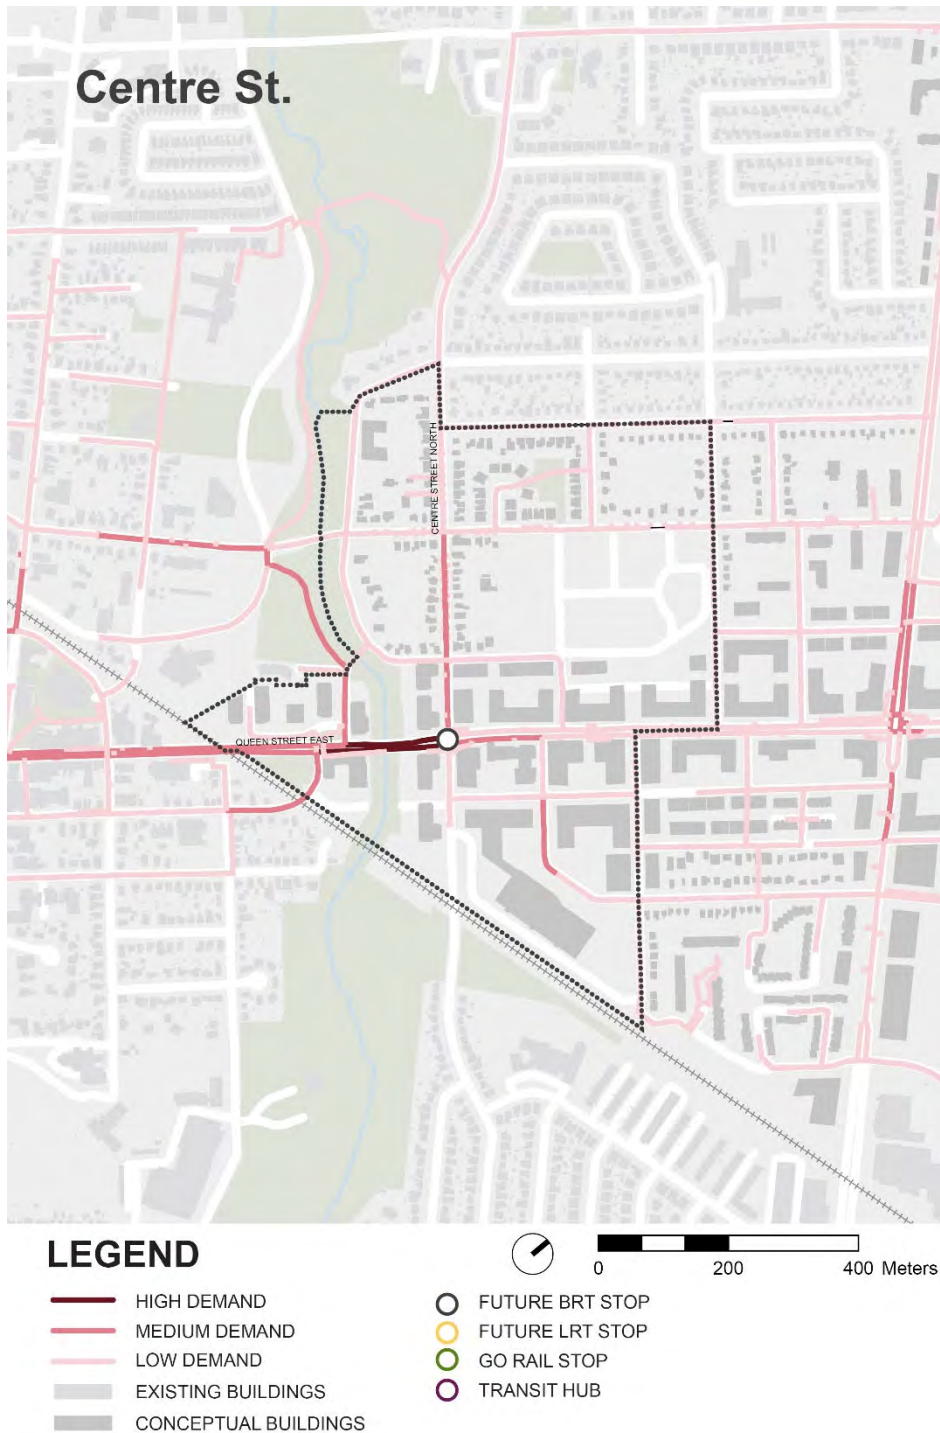 Centre St.
CENTRE STREET NORTH
QUEEN STREET EAST
LEGEND
HIGH DEMAND
MEDIUM DEMAND
LOW DEMAND
EXISTING BUILDINGS
CONCEPTUAL BUILDINGS
0 200 400 Meters
FUTURE BRT STOP
FUTURE LRT STOP
GO RAIL STOP
TRANSIT HUB